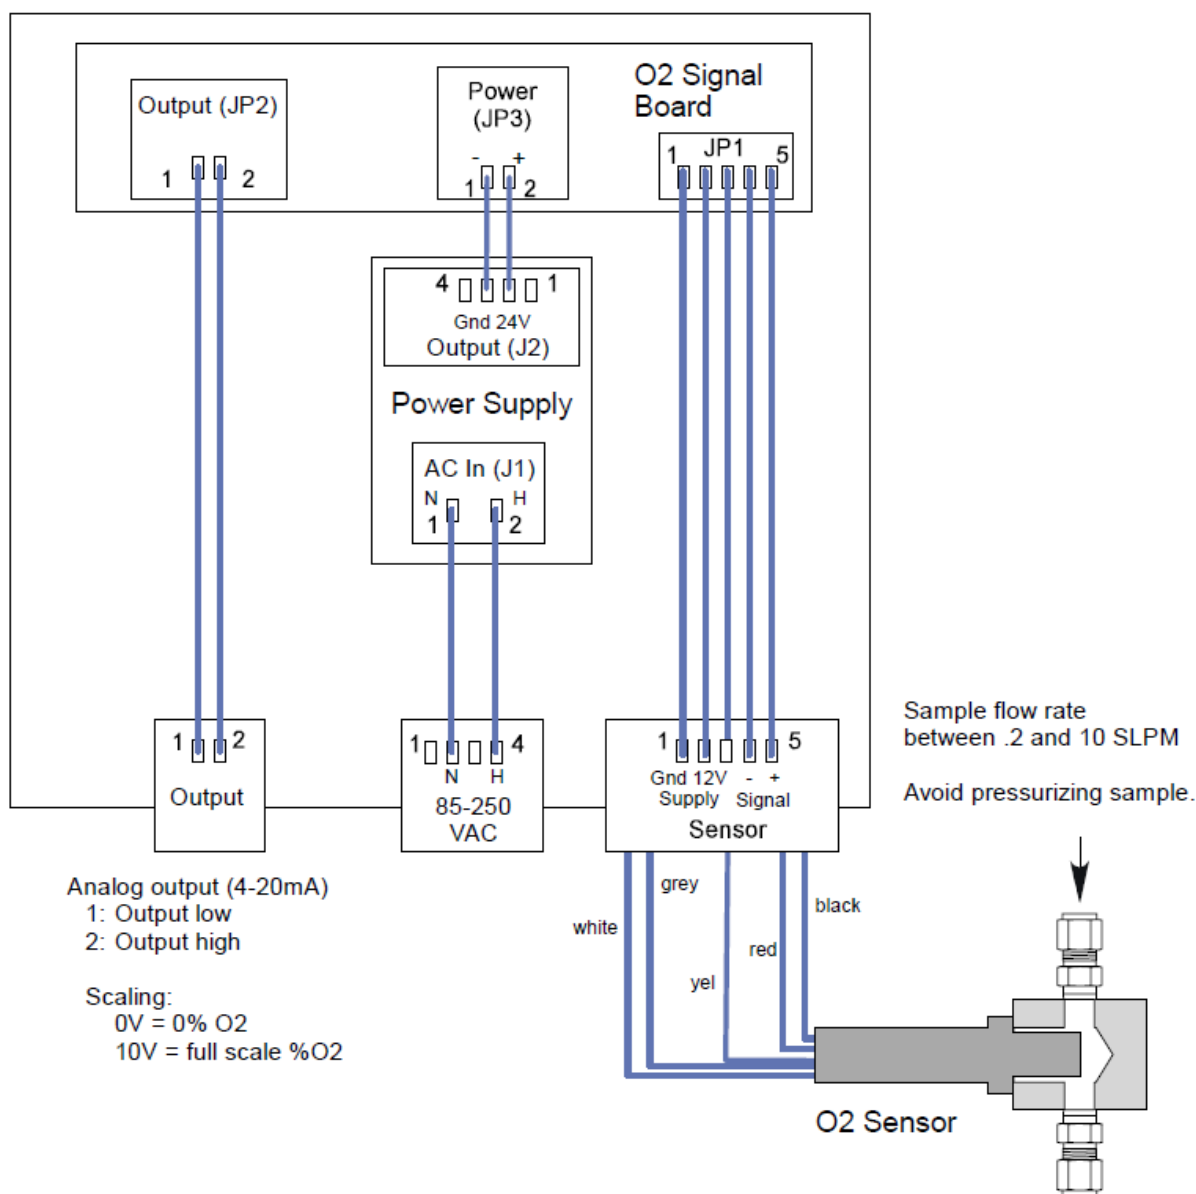 O2 Signal
Board
Output (JP2)
1 2
Power
(JP3)
- +
1 2
JP1
1 5
4 1
Gnd 24V
Output (J2)
Power Supply
AC In (J1)
N H
1 2
1 2
Output
1 4
N H
85-250
VAC
1 5
Gnd 12V - +
Supply Signal
Sensor
Sample flow rate
between .2 and 10 SLPM
Avoid pressurizing sample.
Analog output (4-20mA)
1: Output low
2: Output high
Scaling:
0V = 0% O2
10V = full scale %O2
grey
white
black
red
yel
O2 Sensor